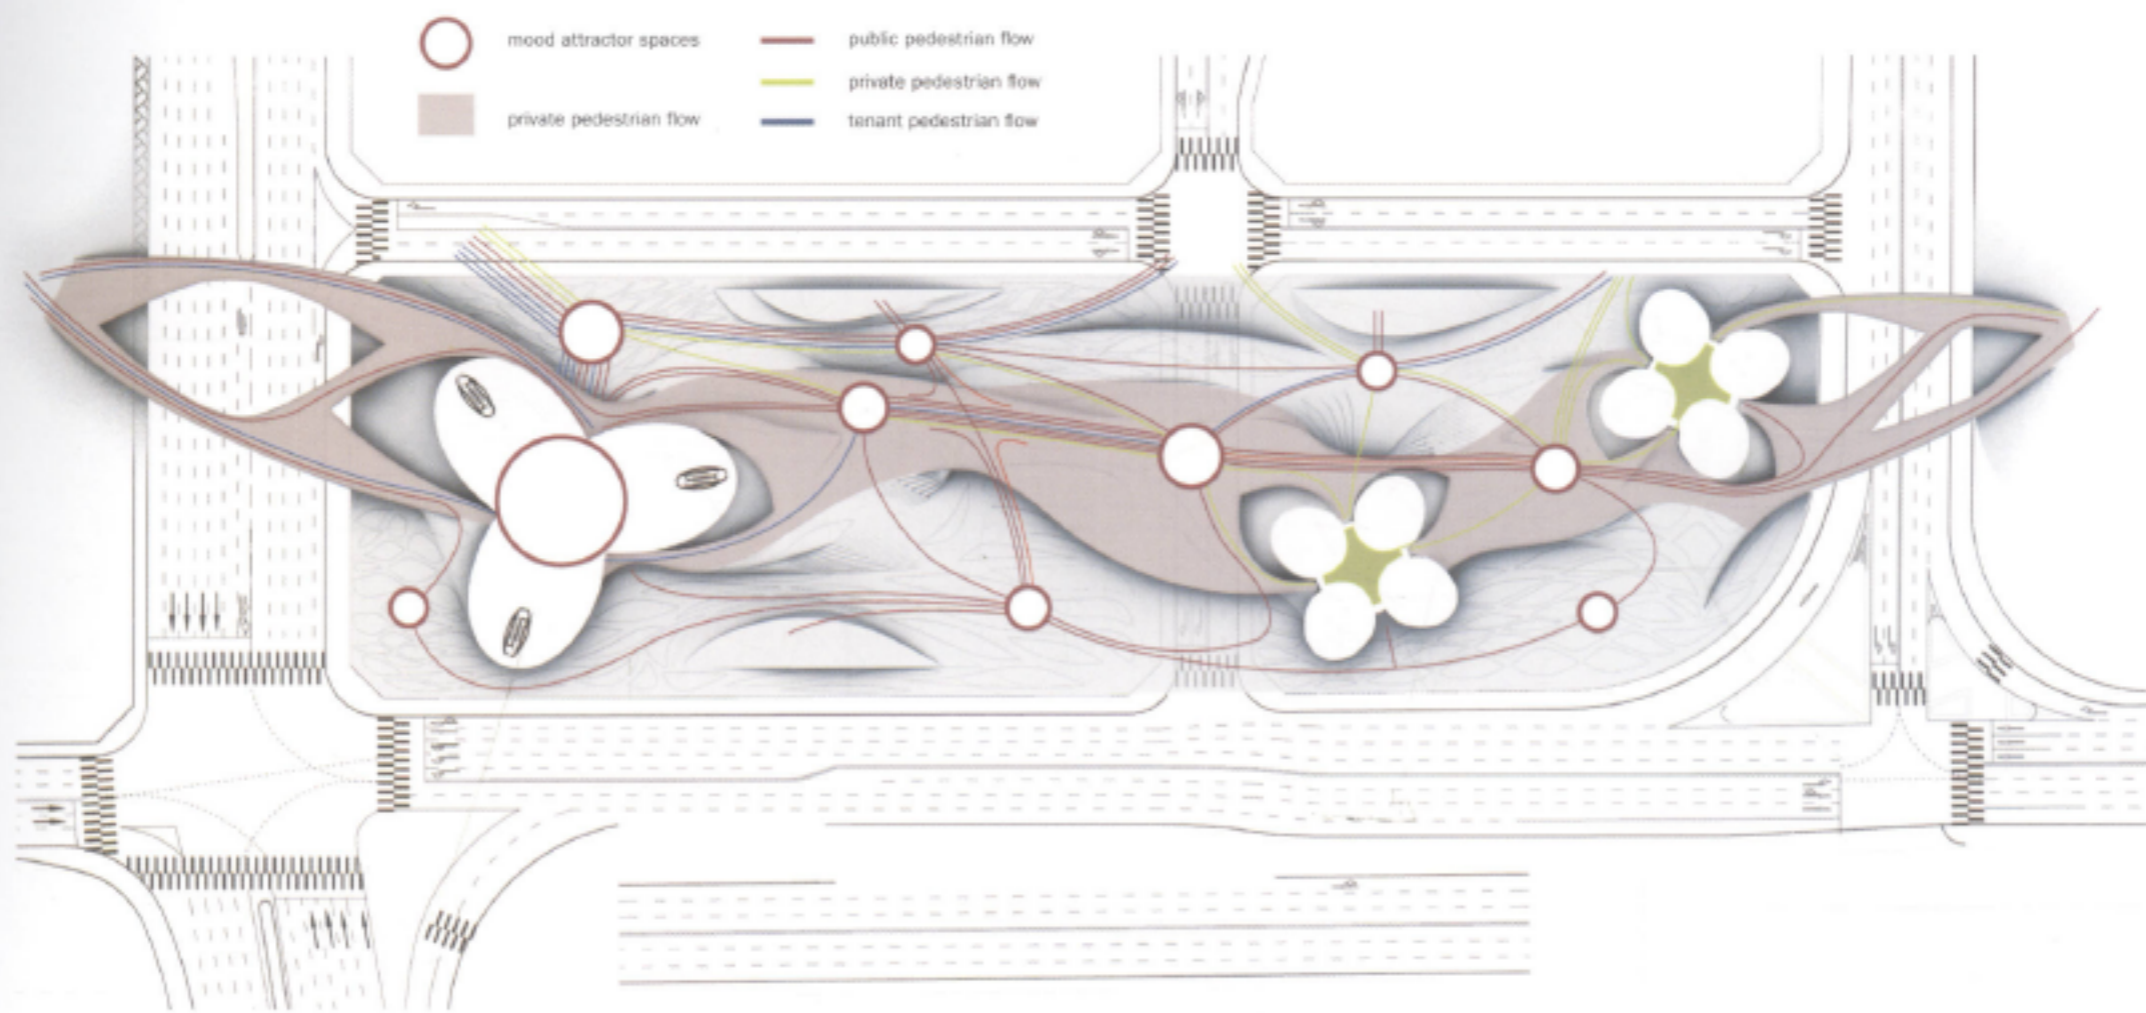 mood attractor spaces
private pedestrian flow
public pedestrian flow
private pedestrian flow
tenant pedestrian flow